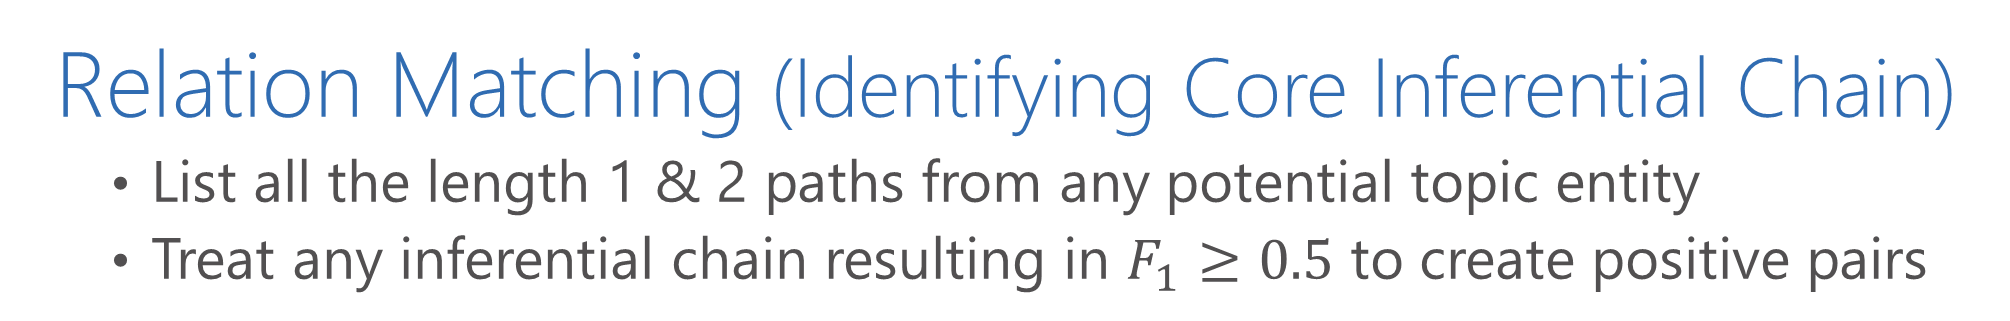 Relation Matching (Identifying Core Inferential Chain)
• List all the length 1 & 2 paths from any potential topic entity
• Treat any inferential chain resulting in F₁ ≥ 0.5 to create positive pairs